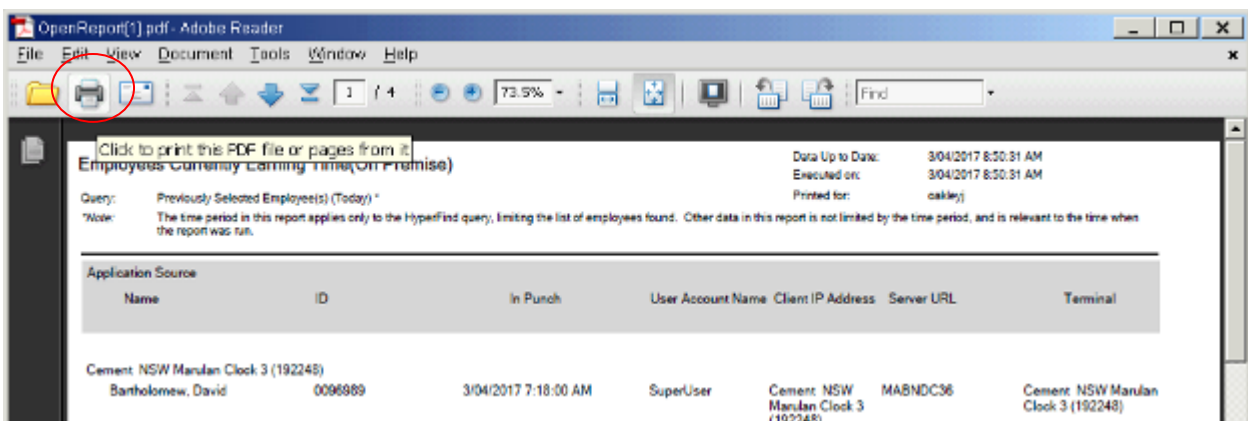 OpenReport[1].pdf - Adobe Reader
File Edit View Document Tools Window Help
1 / 4 73.5% Find
Click to print this PDF file or pages from it
Employees Currently Earning Time(On Premise)
Data Up to Date: 3/04/2017 8:50:31 AM
Executed on: 3/04/2017 8:50:31 AM
Printed for: oakleyj
Query: Previously Selected Employee(s) (Today) *
*Note: The time period in this report applies only to the HyperFind query, limiting the list of employees found. Other data in this report is not limited by the time period, and is relevant to the time when
the report was run.
Application Source
Name ID In Punch User Account Name Client IP Address Server URL Terminal
Cement NSW Marulan Clock 3 (192248)
Bartholomew, David 0096989 3/04/2017 7:18:00 AM SuperUser Cement NSW MABNDC36 Cement NSW Marulan
Marulan Clock 3 Clock 3 (192248)
(192248)